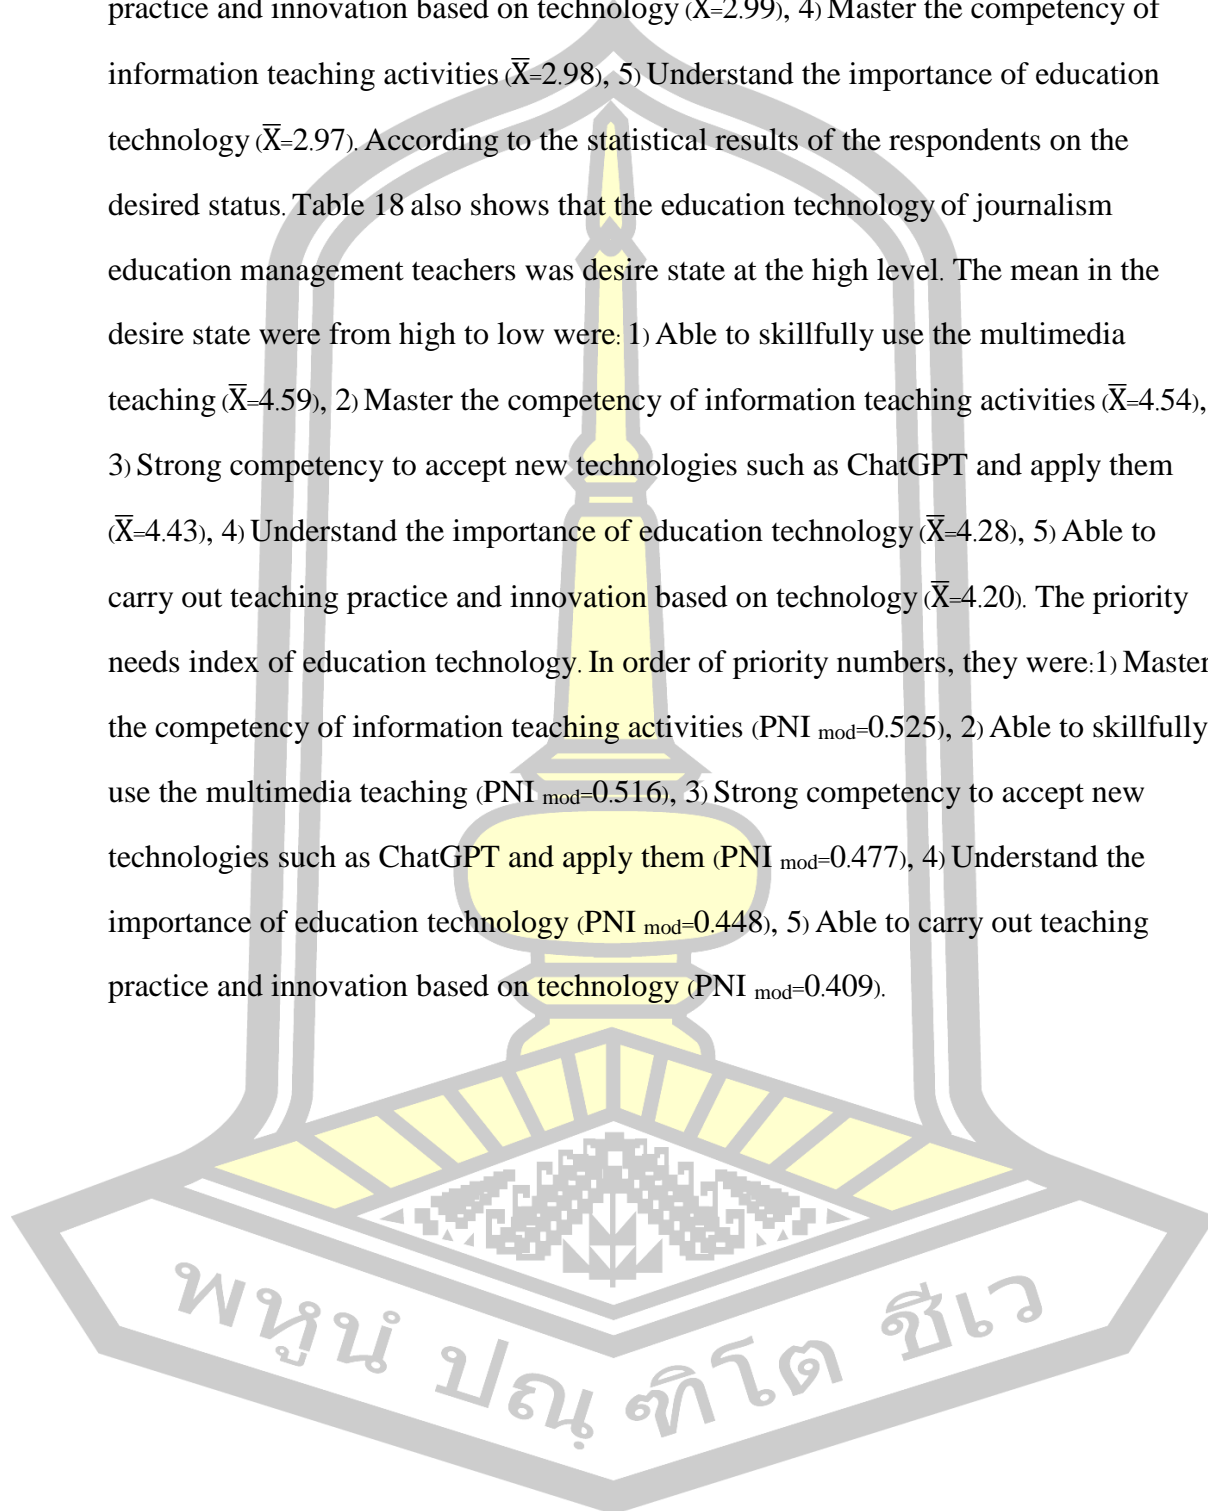 practice and innovation based on technology (X̅=2.99), 4) Master the competency of
information teaching activities (X̅=2.98), 5) Understand the importance of education
technology (X̅=2.97). According to the statistical results of the respondents on the
desired status. Table 18 also shows that the education technology of journalism
education management teachers was desire state at the high level. The mean in the
desire state were from high to low were: 1) Able to skillfully use the multimedia
teaching (X̅=4.59), 2) Master the competency of information teaching activities (X̅=4.54),
3) Strong competency to accept new technologies such as ChatGPT and apply them
(X̅=4.43), 4) Understand the importance of education technology (X̅=4.28), 5) Able to
carry out teaching practice and innovation based on technology (X̅=4.20). The priority
needs index of education technology. In order of priority numbers, they were:1) Master
the competency of information teaching activities (PNI mod=0.525), 2) Able to skillfully
use the multimedia teaching (PNI mod=0.516), 3) Strong competency to accept new
technologies such as ChatGPT and apply them (PNI mod=0.477), 4) Understand the
importance of education technology (PNI mod=0.448), 5) Able to carry out teaching
practice and innovation based on technology (PNI mod=0.409).
พหูนํ ปณฺฑิโต ชีเว